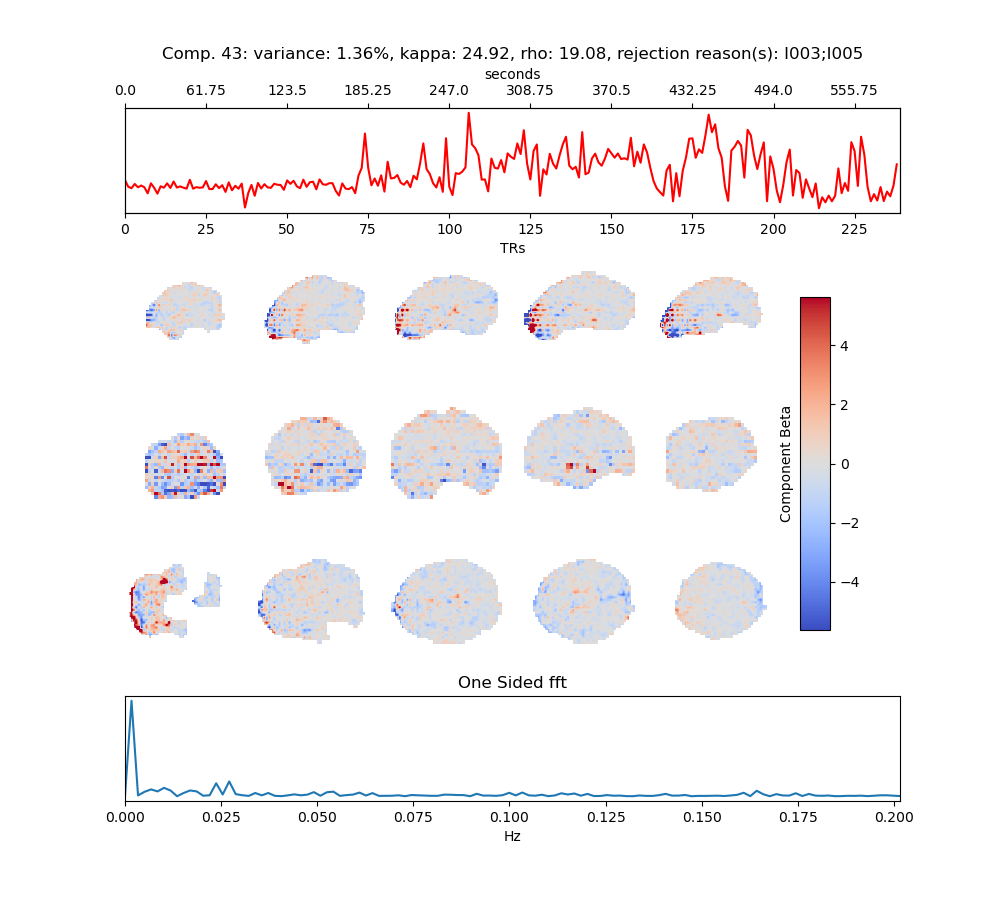 Comp. 43: variance: 1.36%, kappa: 24.92, rho: 19.08, rejection reason(s): I003;I005
seconds
0.0 61.75 123.5 185.25 247.0 308.75 370.5 432.25 494.0 555.75
0 25 50 75 100 125 150 175 200 225
TRs
4
2
0
−2
−4
Component Beta
One Sided fft
0.000 0.025 0.050 0.075 0.100 0.125 0.150 0.175 0.200
Hz